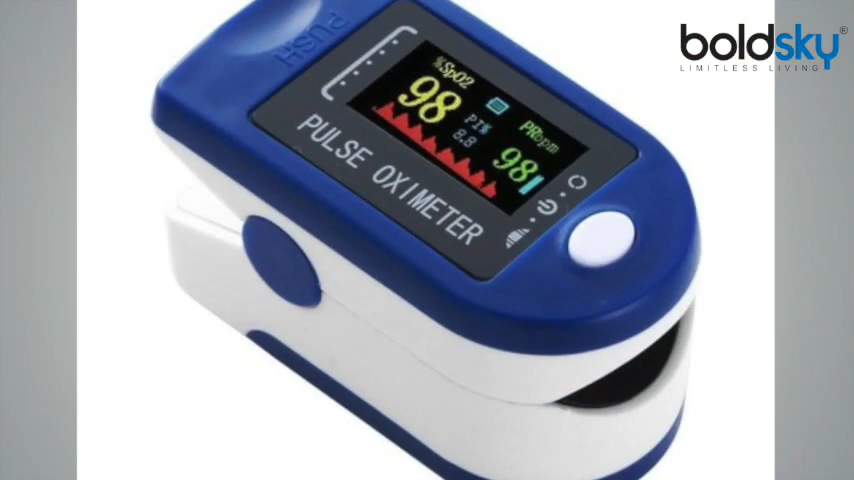 boldsky®
LIMITLESS LIVING
PUSH
%SpO2
98
PI%
8.8
PRbpm
98
PULSE OXIMETER